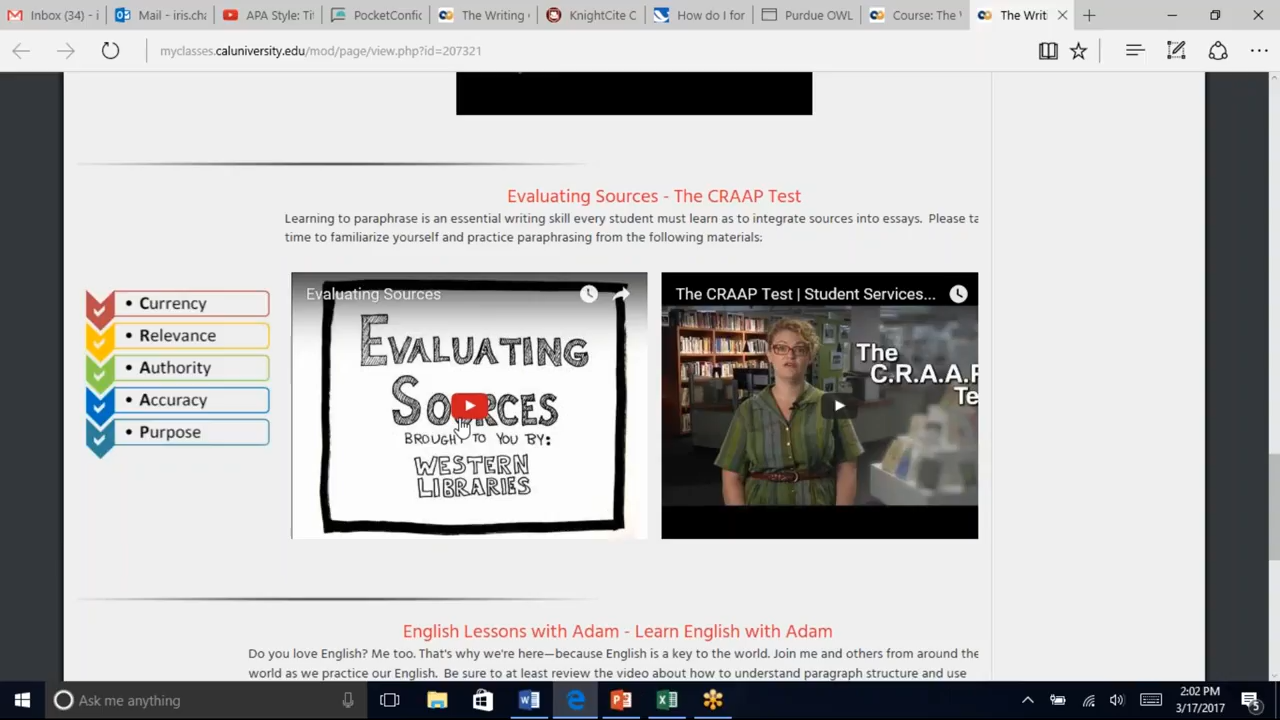 Inbox (34) - i
Mail - iris.cha
APA Style: Ti
PocketConfic
The Writing
KnightCite C
How do I for
Purdue OWL
Course: The W
The Writi
myclasses.caluniversity.edu/mod/page/view.php?id=207321
Evaluating Sources - The CRAAP Test
Learning to paraphrase is an essential writing skill every student must learn as to integrate sources into essays. Please ta
time to familiarize yourself and practice paraphrasing from the following materials:
• Currency
• Relevance
• Authority
• Accuracy
• Purpose
Evaluating Sources
EVALUATING
SOURCES
BROUGHT TO YOU BY:
WESTERN
LIBRARIES
The CRAAP Test | Student Services...
The
C.R.A.A.P
Te
English Lessons with Adam - Learn English with Adam
Do you love English? Me too. That's why we're here—because English is a key to the world. Join me and others from around the
world as we practice our English. Be sure to at least review the video about how to understand paragraph structure and use
Ask me anything
2:02 PM
3/17/2017
5